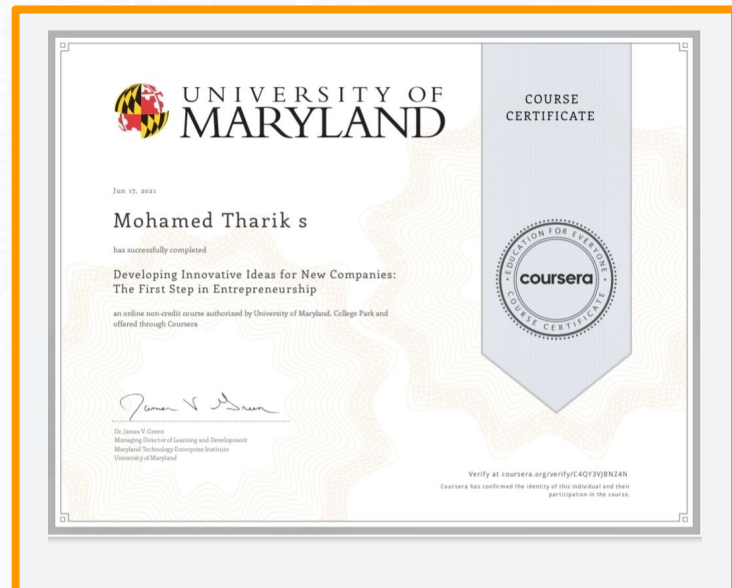 UNIVERSITY OF
MARYLAND
COURSE
CERTIFICATE
Jun 17, 2021
Mohamed Tharik s
has successfully completed
Developing Innovative Ideas for New Companies:
The First Step in Entrepreneurship
an online non-credit course authorized by University of Maryland, College Park and
offered through Coursera
EDUCATION FOR EVERYONE
coursera
COURSE CERTIFICATE
James V Green
Dr. James V. Green
Managing Director of Learning and Development
Maryland Technology Enterprise Institute
University of Maryland
Verify at coursera.org/verify/C4QY3VJBNZ4N
Coursera has confirmed the identity of this individual and their
participation in the course.